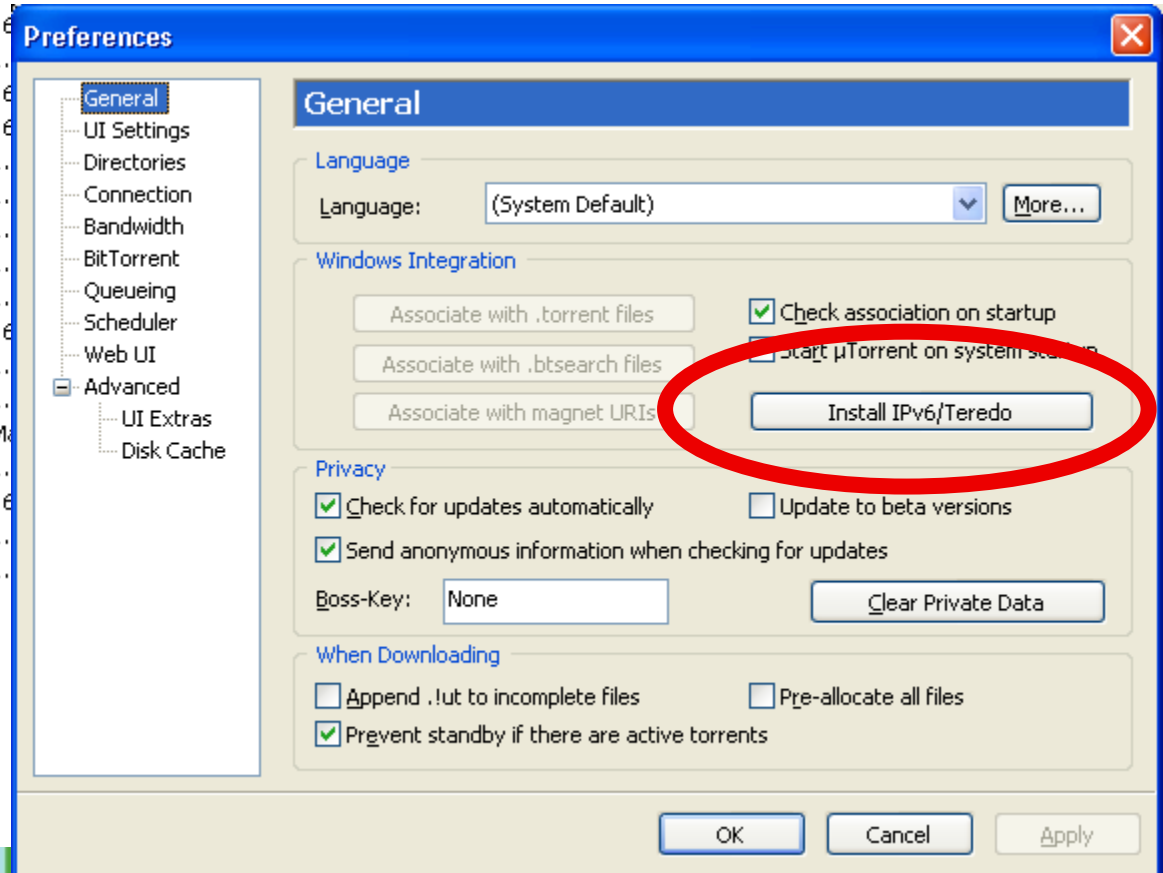 Preferences
General
UI Settings
Directories
Connection
Bandwidth
BitTorrent
Queueing
Scheduler
Web UI
Advanced
UI Extras
Disk Cache
General
Language
Language:
(System Default)
More...
Windows Integration
Associate with .torrent files
Check association on startup
Associate with .btsearch files
Start µTorrent on system startup
Associate with magnet URIs
Install IPv6/Teredo
Privacy
Check for updates automatically
Update to beta versions
Send anonymous information when checking for updates
Boss-Key:
None
Clear Private Data
When Downloading
Append .!ut to incomplete files
Pre-allocate all files
Prevent standby if there are active torrents
OK
Cancel
Apply